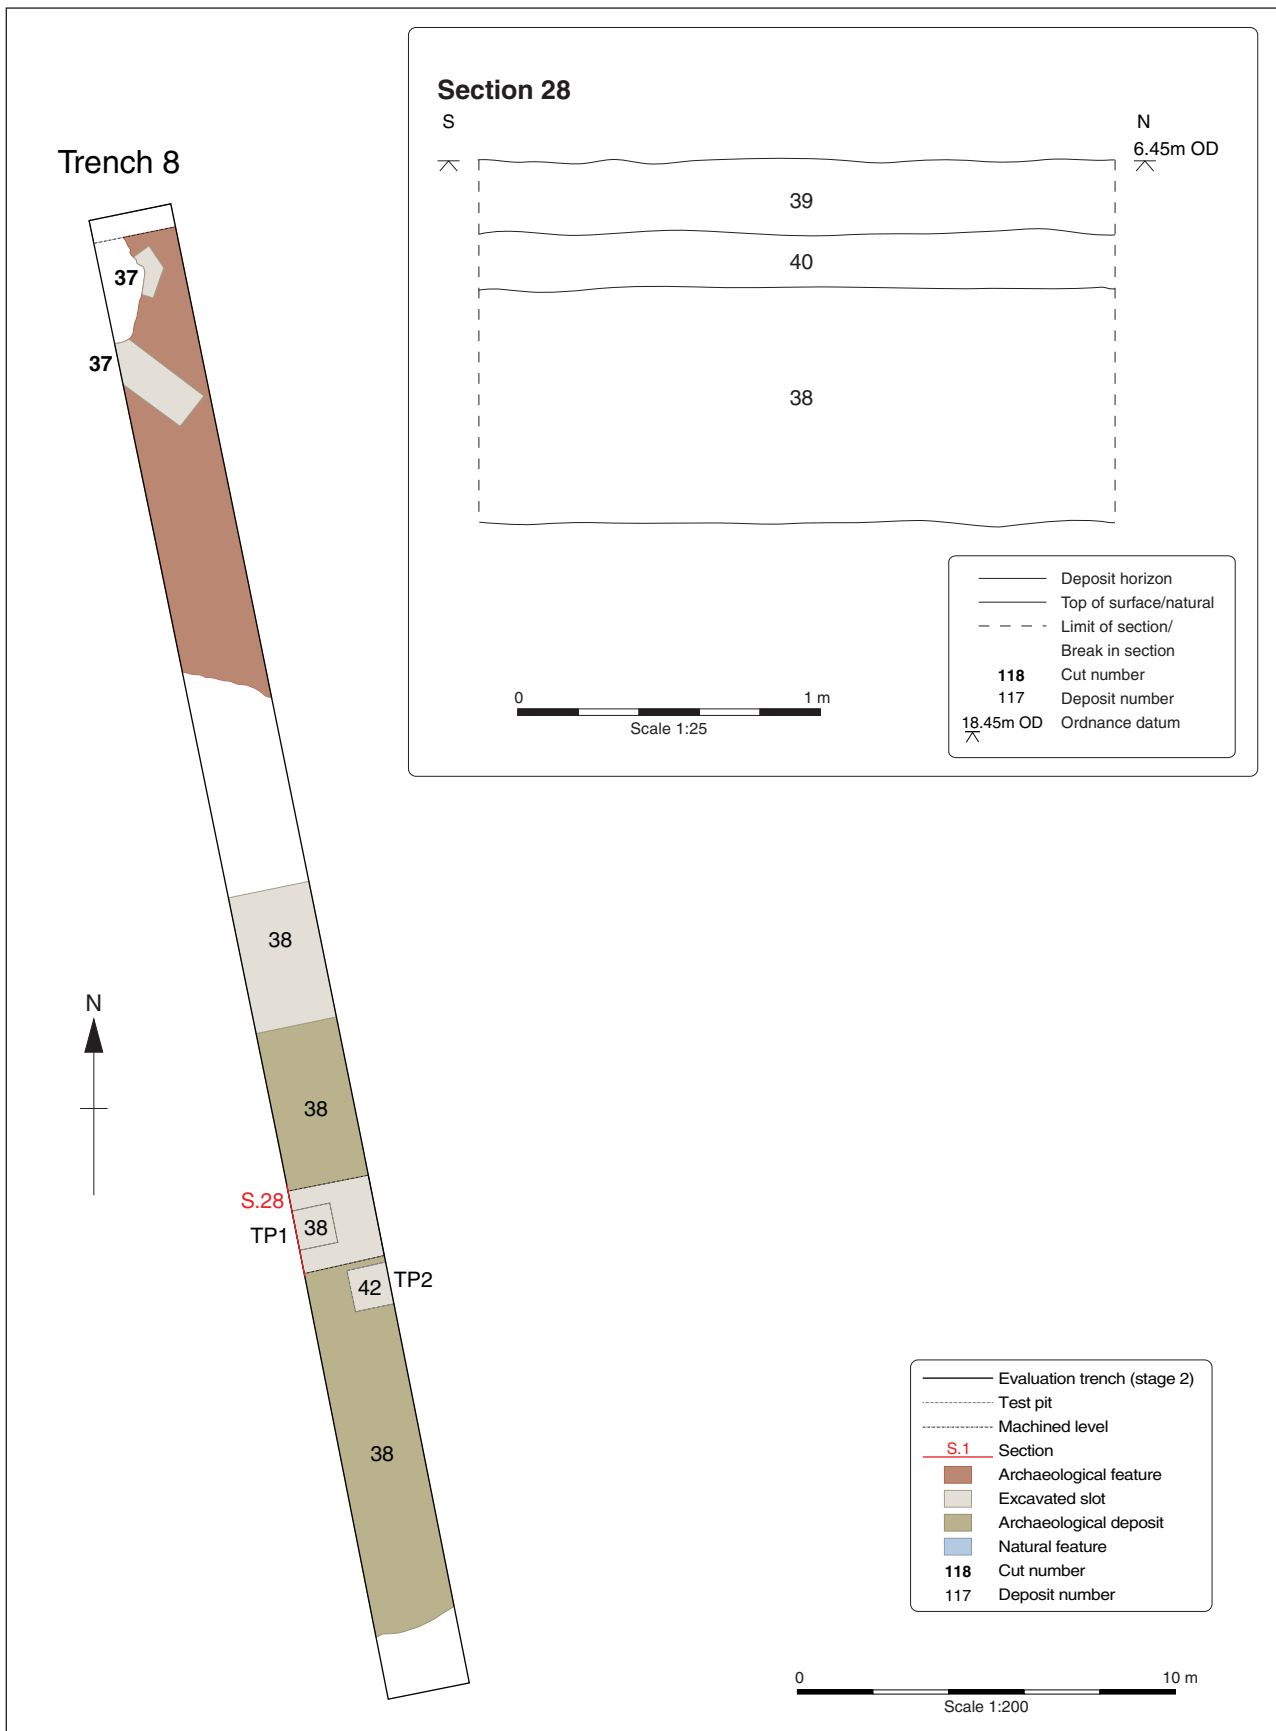 Section 28
S
N
6.45m OD
39
40
38
Deposit horizon
Top of surface/natural
Limit of section/
Break in section
118 Cut number
117 Deposit number
18.45m OD Ordnance datum
0 1 m
Scale 1:25
Trench 8
37
37
38
N
38
S.28
TP1
38
42
TP2
38
Evaluation trench (stage 2)
Test pit
Machined level
S.1 Section
Archaeological feature
Excavated slot
Archaeological deposit
Natural feature
118 Cut number
117 Deposit number
0 10 m
Scale 1:200